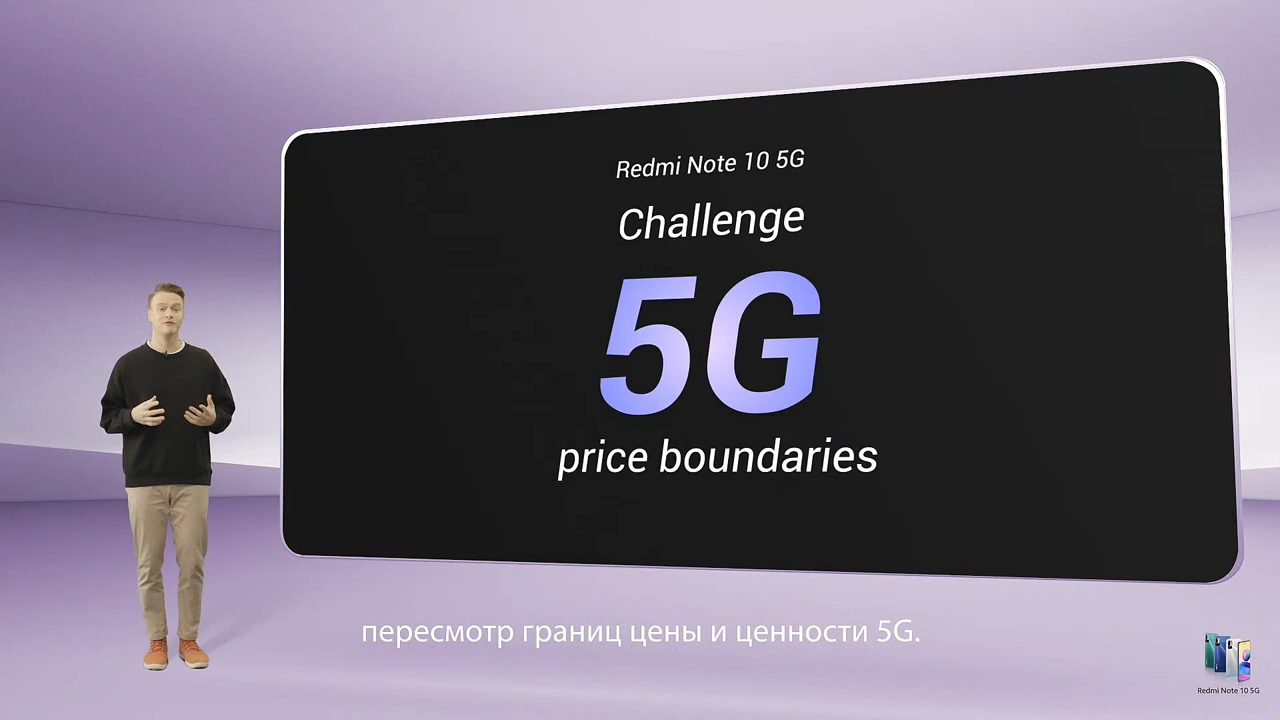 Redmi Note 10 5G
Challenge
5G
price boundaries
пересмотр границ цены и ценности 5G.
Redmi Note 10 5G